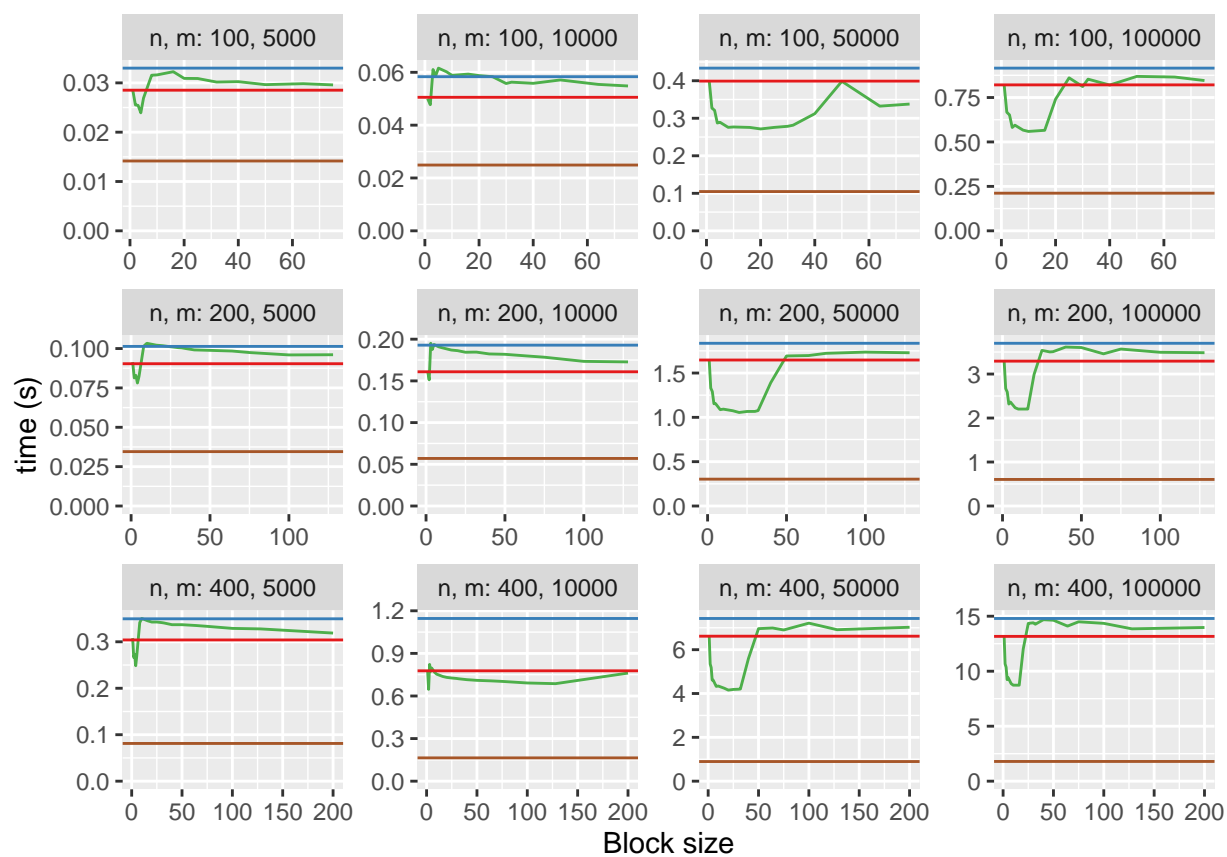 n, m: 100, 5000
n, m: 100, 10000
n, m: 100, 50000
n, m: 100, 100000
0.03
0.02
0.01
0.00
0 20 40 60
0.06
0.04
0.02
0.00
0 20 40 60
0.4
0.3
0.2
0.1
0.0
0 20 40 60
0.75
0.50
0.25
0.00
0 20 40 60
n, m: 200, 5000
n, m: 200, 10000
n, m: 200, 50000
n, m: 200, 100000
time (s)
0.100
0.075
0.050
0.025
0.000
0 50 100
0.20
0.15
0.10
0.05
0.00
0 50 100
1.5
1.0
0.5
0.0
0 50 100
3
2
1
0
0 50 100
n, m: 400, 5000
n, m: 400, 10000
n, m: 400, 50000
n, m: 400, 100000
0.3
0.2
0.1
0.0
0 50 100 150 200
1.2
0.9
0.6
0.3
0.0
0 50 100 150 200
6
4
2
0
0 50 100 150 200
15
10
5
0
0 50 100 150 200
Block size